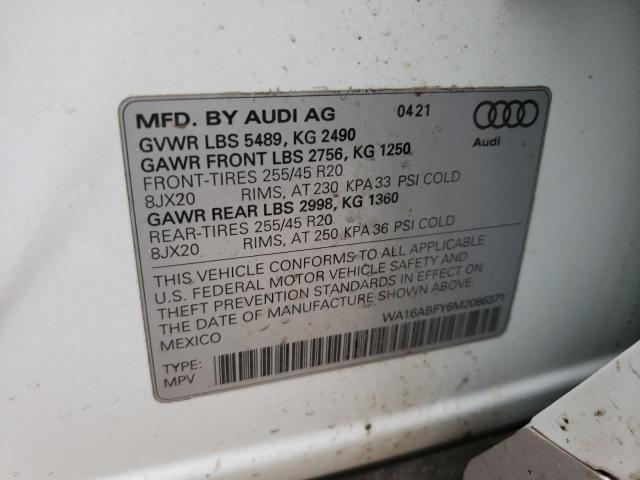 MFD. BY AUDI AG 0421
GVWR LBS 5489, KG 2490
GAWR FRONT LBS 2756, KG 1250
FRONT-TIRES 255/45 R20
8JX20 RIMS, AT 230 KPA 33 PSI COLD
GAWR REAR LBS 2998, KG 1360
REAR-TIRES 255/45 R20
8JX20 RIMS, AT 250 KPA 36 PSI COLD
Audi
THIS VEHICLE CONFORMS TO ALL APPLICABLE
U.S. FEDERAL MOTOR VEHICLE SAFETY AND
THEFT PREVENTION STANDARDS IN EFFECT ON
THE DATE OF MANUFACTURE SHOWN ABOVE.
MEXICO WA16ABFY6M2086371
TYPE:
MPV